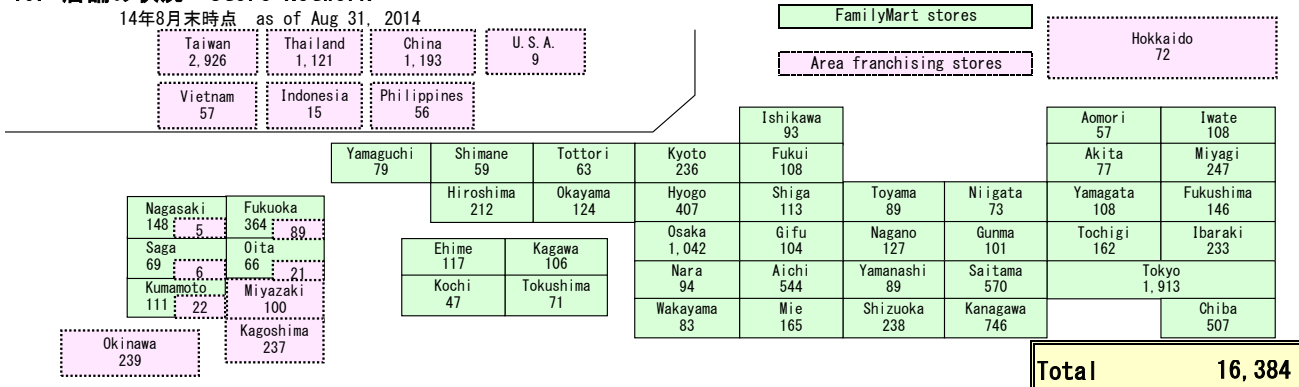 14年8月末時点 as of Aug 31, 2014
FamilyMart stores
Area franchising stores
Hokkaido
72
Taiwan
2,926
Thailand
1,121
China
1,193
U.S.A.
9
Vietnam
57
Indonesia
15
Philippines
56
Ishikawa
93
Aomori
57
Iwate
108
Yamaguchi
79
Shimane
59
Tottori
63
Kyoto
236
Fukui
108
Akita
77
Miyagi
247
Hiroshima
212
Okayama
124
Hyogo
407
Shiga
113
Toyama
89
Niigata
73
Yamagata
108
Fukushima
146
Nagasaki
148 5
Fukuoka
364 89
Osaka
1,042
Gifu
104
Nagano
127
Gunma
101
Tochigi
162
Ibaraki
233
Saga
69 6
Oita
66 21
Ehime
117
Kagawa
106
Nara
94
Aichi
544
Yamanashi
89
Saitama
570
Tokyo
1,913
Kumamoto
111 22
Miyazaki
100
Kochi
47
Tokushima
71
Wakayama
83
Mie
165
Shizuoka
238
Kanagawa
746
Chiba
507
Kagoshima
237
Okinawa
239
Total 16,384